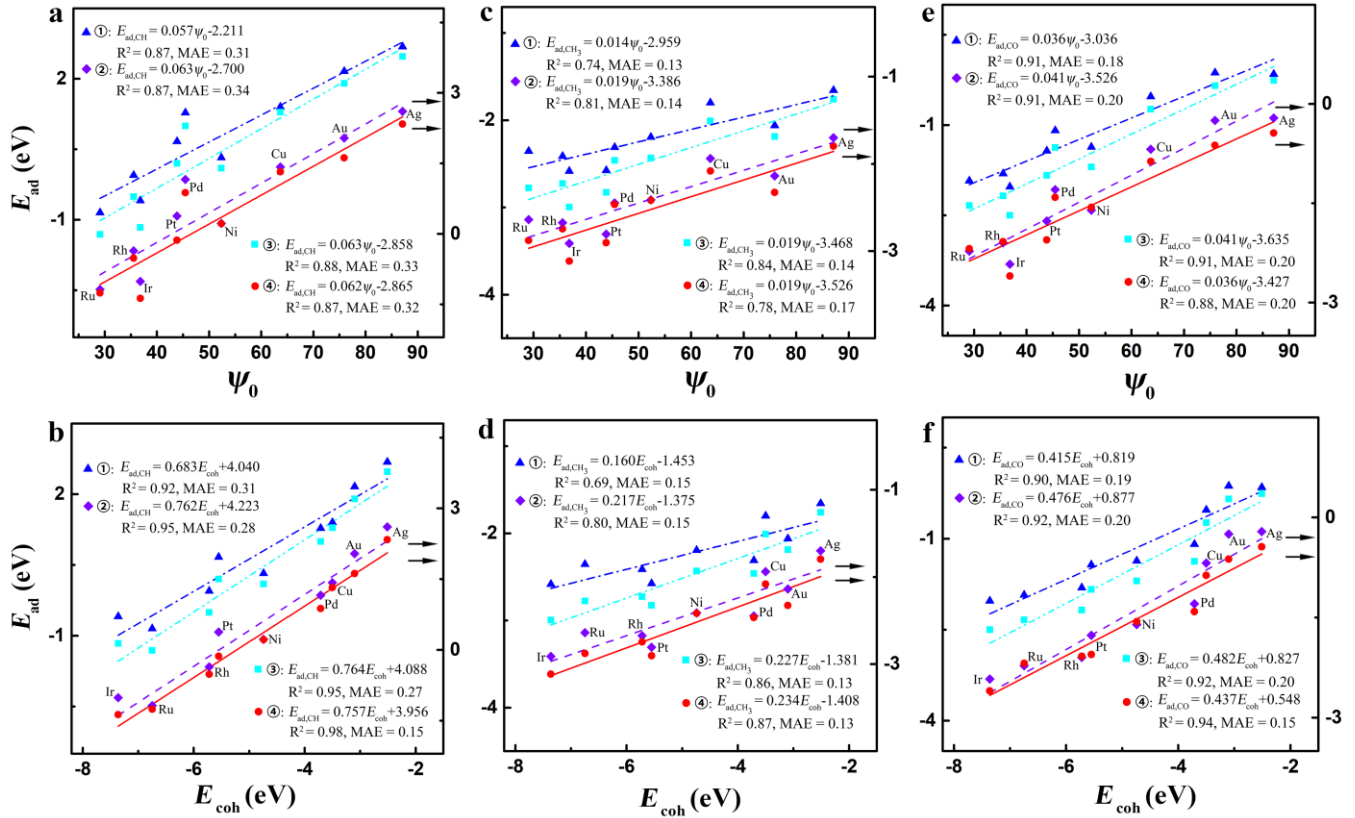 a
① : E_ad,CH = 0.057ψ₀-2.211
R² = 0.87, MAE = 0.31
② : E_ad,CH = 0.063ψ₀-2.700
R² = 0.87, MAE = 0.34
③ : E_ad,CH = 0.063ψ₀-2.858
R² = 0.88, MAE = 0.33
④ : E_ad,CH = 0.062ψ₀-2.865
R² = 0.87, MAE = 0.32
Ru
Rh
Ir
Pt
Pd
Ni
Cu
Au
Ag
2
-1
3
0
30 40 50 60 70 80 90
ψ₀
E_ad (eV)
c
① : E_ad,CH₃ = 0.014ψ₀-2.959
R² = 0.74, MAE = 0.13
② : E_ad,CH₃ = 0.019ψ₀-3.386
R² = 0.81, MAE = 0.14
③ : E_ad,CH₃ = 0.019ψ₀-3.468
R² = 0.84, MAE = 0.14
④ : E_ad,CH₃ = 0.019ψ₀-3.526
R² = 0.78, MAE = 0.17
Ru
Rh
Ir
Pt
Pd
Ni
Cu
Au
Ag
-2
-4
-1
-3
30 40 50 60 70 80 90
ψ₀
e
① : E_ad,CO = 0.036ψ₀-3.036
R² = 0.91, MAE = 0.18
② : E_ad,CO = 0.041ψ₀-3.526
R² = 0.91, MAE = 0.20
③ : E_ad,CO = 0.041ψ₀-3.635
R² = 0.91, MAE = 0.20
④ : E_ad,CO = 0.036ψ₀-3.427
R² = 0.88, MAE = 0.20
Ru
Rh
Ir
Pt
Pd
Ni
Cu
Au
Ag
-1
-4
0
-3
30 40 50 60 70 80 90
ψ₀
b
① : E_ad,CH = 0.683E_coh+4.040
R² = 0.92, MAE = 0.31
② : E_ad,CH = 0.762E_coh+4.223
R² = 0.95, MAE = 0.28
③ : E_ad,CH = 0.764E_coh+4.088
R² = 0.95, MAE = 0.27
④ : E_ad,CH = 0.757E_coh+3.956
R² = 0.98, MAE = 0.15
Ir
Ru
Rh
Pt
Ni
Pd
Cu
Au
Ag
2
-1
3
0
-8 -6 -4 -2
E_coh (eV)
E_ad (eV)
d
① : E_ad,CH₃ = 0.160E_coh-1.453
R² = 0.69, MAE = 0.15
② : E_ad,CH₃ = 0.217E_coh-1.375
R² = 0.80, MAE = 0.15
③ : E_ad,CH₃ = 0.227E_coh-1.381
R² = 0.86, MAE = 0.13
④ : E_ad,CH₃ = 0.234E_coh-1.408
R² = 0.87, MAE = 0.13
Ir
Ru
Rh
Pt
Ni
Pd
Cu
Au
Ag
-2
-4
-1
-3
-8 -6 -4 -2
E_coh (eV)
f
① : E_ad,CO = 0.415E_coh+0.819
R² = 0.90, MAE = 0.19
② : E_ad,CO = 0.476E_coh+0.877
R² = 0.92, MAE = 0.20
③ : E_ad,CO = 0.482E_coh+0.827
R² = 0.92, MAE = 0.20
④ : E_ad,CO = 0.437E_coh+0.548
R² = 0.94, MAE = 0.15
Ir
Ru
Rh
Pt
Ni
Pd
Cu
Au
Ag
-1
-4
0
-3
-8 -6 -4 -2
E_coh (eV)